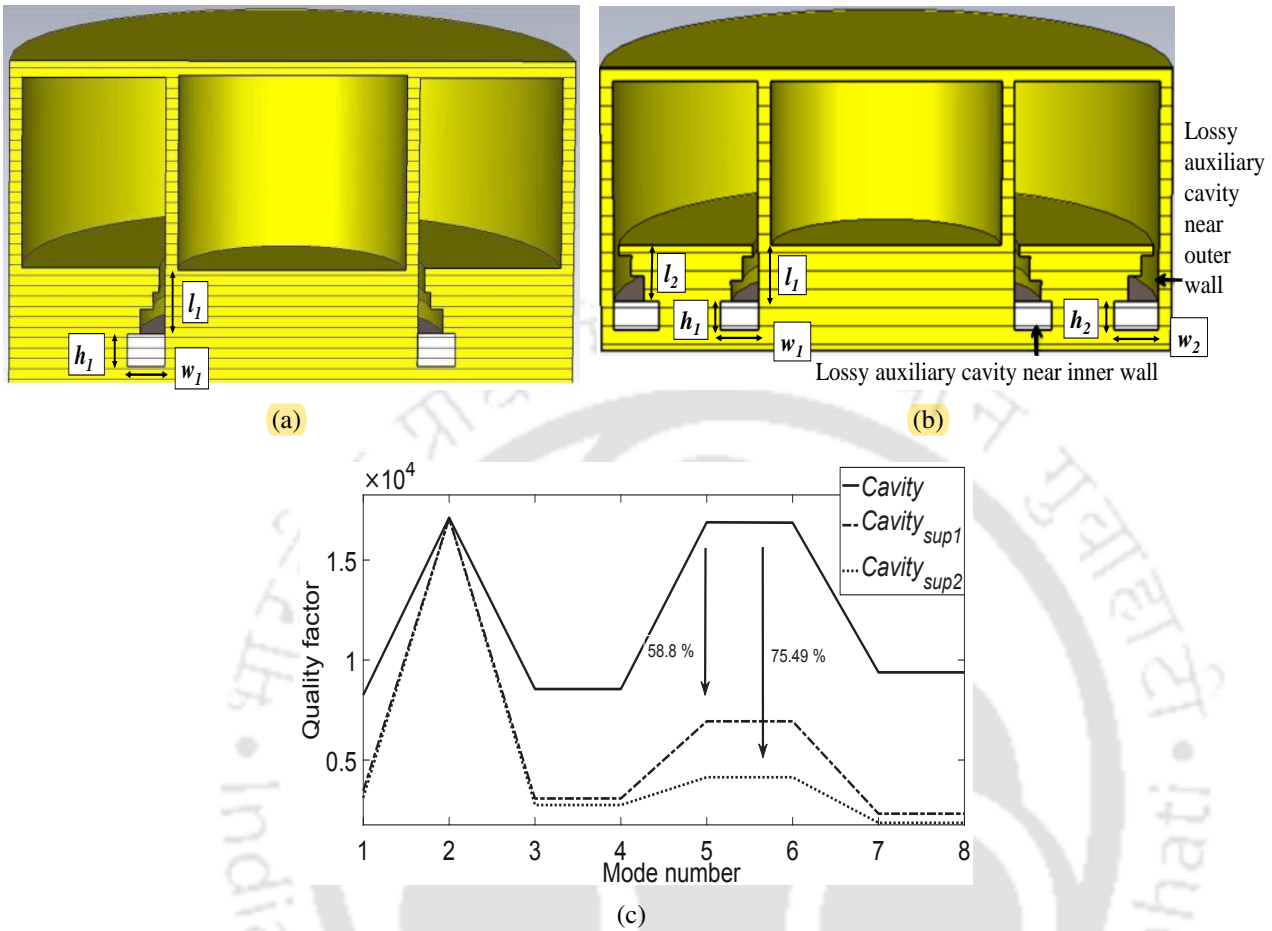 l1
h1
w1
(a)
l2
l1
h1
h2
w1
w2
Lossy
auxiliary
cavity
near
outer
wall
Lossy auxiliary cavity near inner wall
(b)
×10^4
Quality factor
1.5
1
0.5
58.8 %
75.49 %
Cavity
Cavity_sup1
Cavity_sup2
1 2 3 4 5 6 7 8
Mode number
(c)